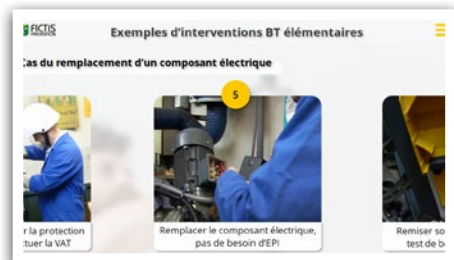 FICTIS
PREVENTION
Exemples d'interventions BT élémentaires
Cas du remplacement d'un composant électrique
5
r la protection
tuer la VAT
Remplacer le composant électrique,
pas de besoin d'EPI
Remiser so
test de b